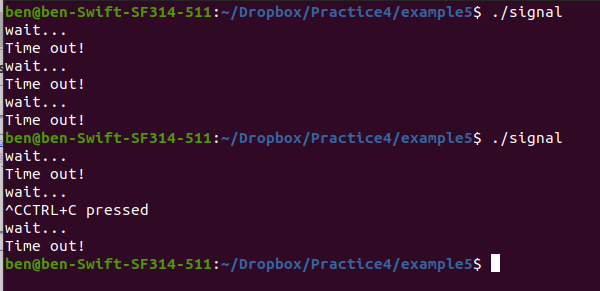 ben@ben-Swift-SF314-511:~/Dropbox/Practice4/example5$ ./signal
wait...
Time out!
wait...
Time out!
wait...
Time out!
ben@ben-Swift-SF314-511:~/Dropbox/Practice4/example5$ ./signal
wait...
Time out!
wait...
^CCTRL+C pressed
wait...
Time out!
ben@ben-Swift-SF314-511:~/Dropbox/Practice4/example5$